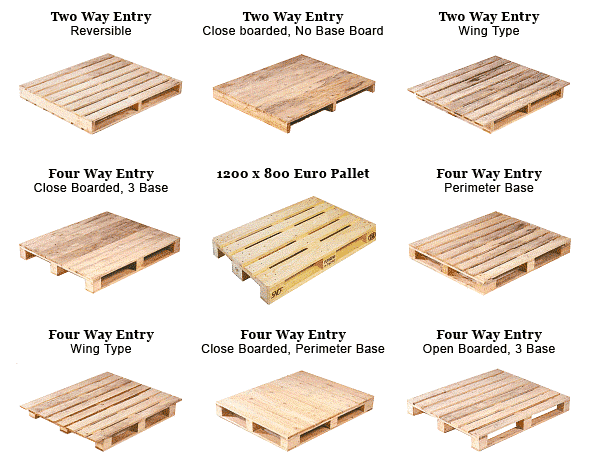 Two Way Entry
Reversible
Two Way Entry
Close boarded, No Base Board
Two Way Entry
Wing Type
Four Way Entry
Close Boarded, 3 Base
1200 x 800 Euro Pallet
Four Way Entry
Perimeter Base
Four Way Entry
Wing Type
Four Way Entry
Close Boarded, Perimeter Base
Four Way Entry
Open Boarded, 3 Base